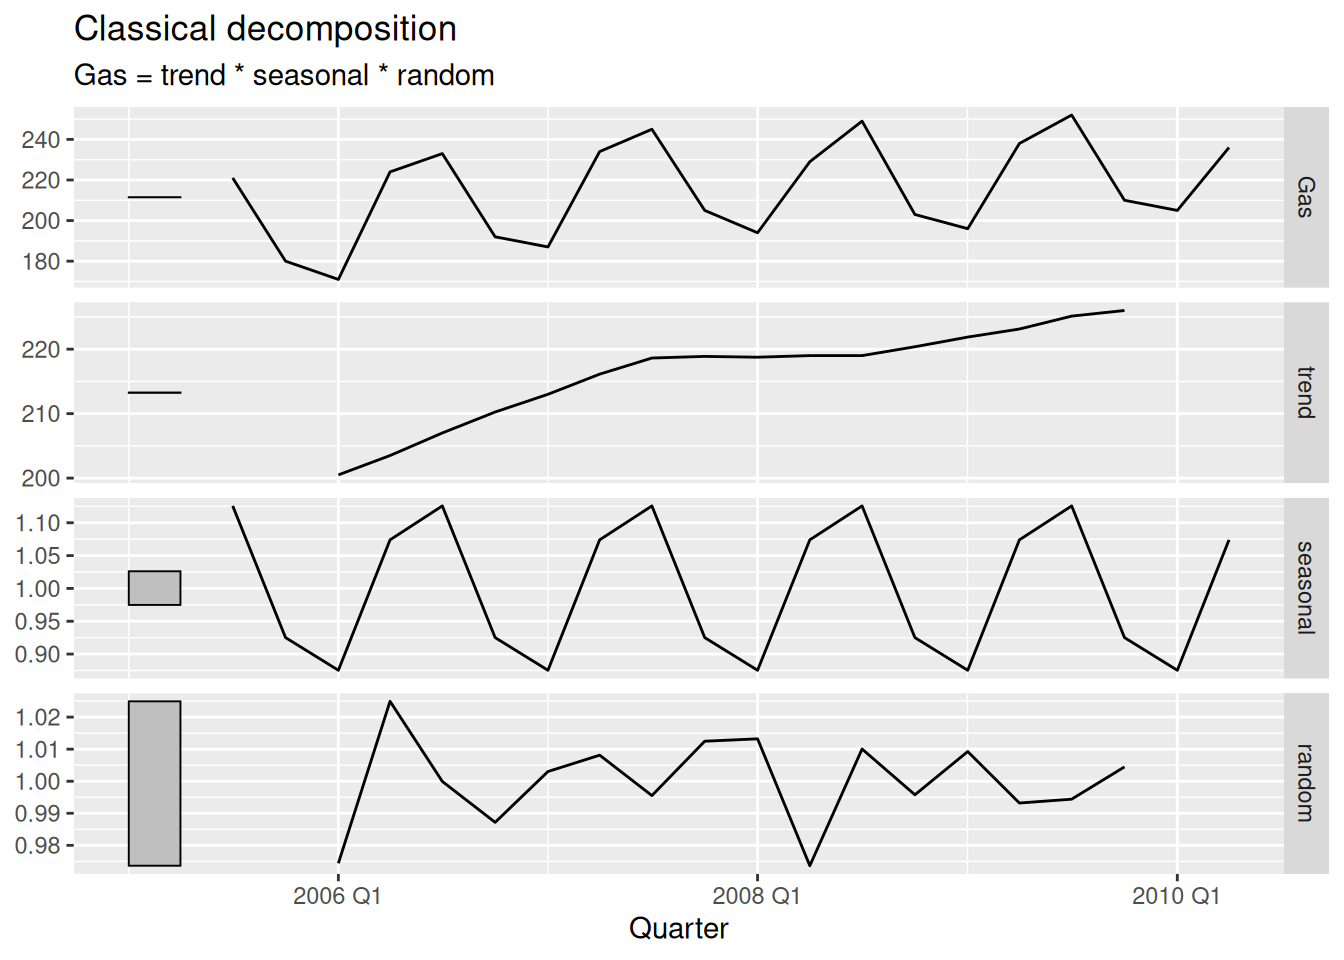 Classical decomposition
Gas = trend * seasonal * random
240
220
200
180
Gas
220
210
200
trend
1.10
1.05
1.00
0.95
0.90
seasonal
1.02
1.01
1.00
0.99
0.98
random
2006 Q1 2008 Q1 2010 Q1
Quarter